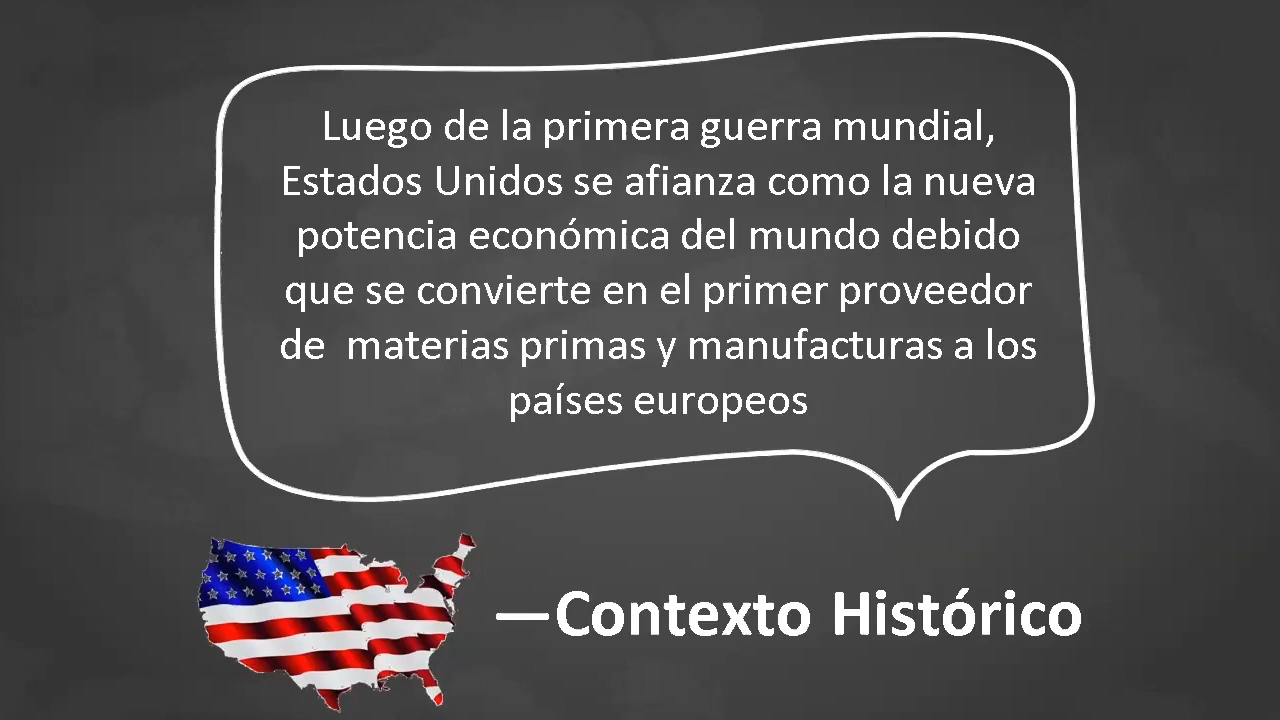 Luego de la primera guerra mundial,
Estados Unidos se afianza como la nueva
potencia económica del mundo debido
que se convierte en el primer proveedor
de  materias primas y manufacturas a los
países europeos
—Contexto Histórico